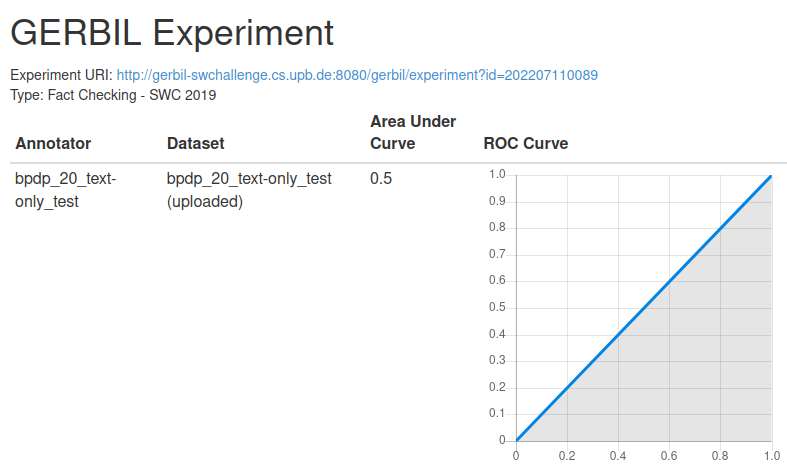 GERBIL Experiment
Experiment URI: http://gerbil-swchallenge.cs.upb.de:8080/gerbil/experiment?id=202207110089
Type: Fact Checking - SWC 2019
Annotator
Dataset
Area Under
Curve
ROC Curve
bpdp_20_text-
only_test
bpdp_20_text-only_test
(uploaded)
0.5
1.0
0.9
0.8
0.7
0.6
0.5
0.4
0.3
0.2
0.1
0
0 0.2 0.4 0.6 0.8 1.0